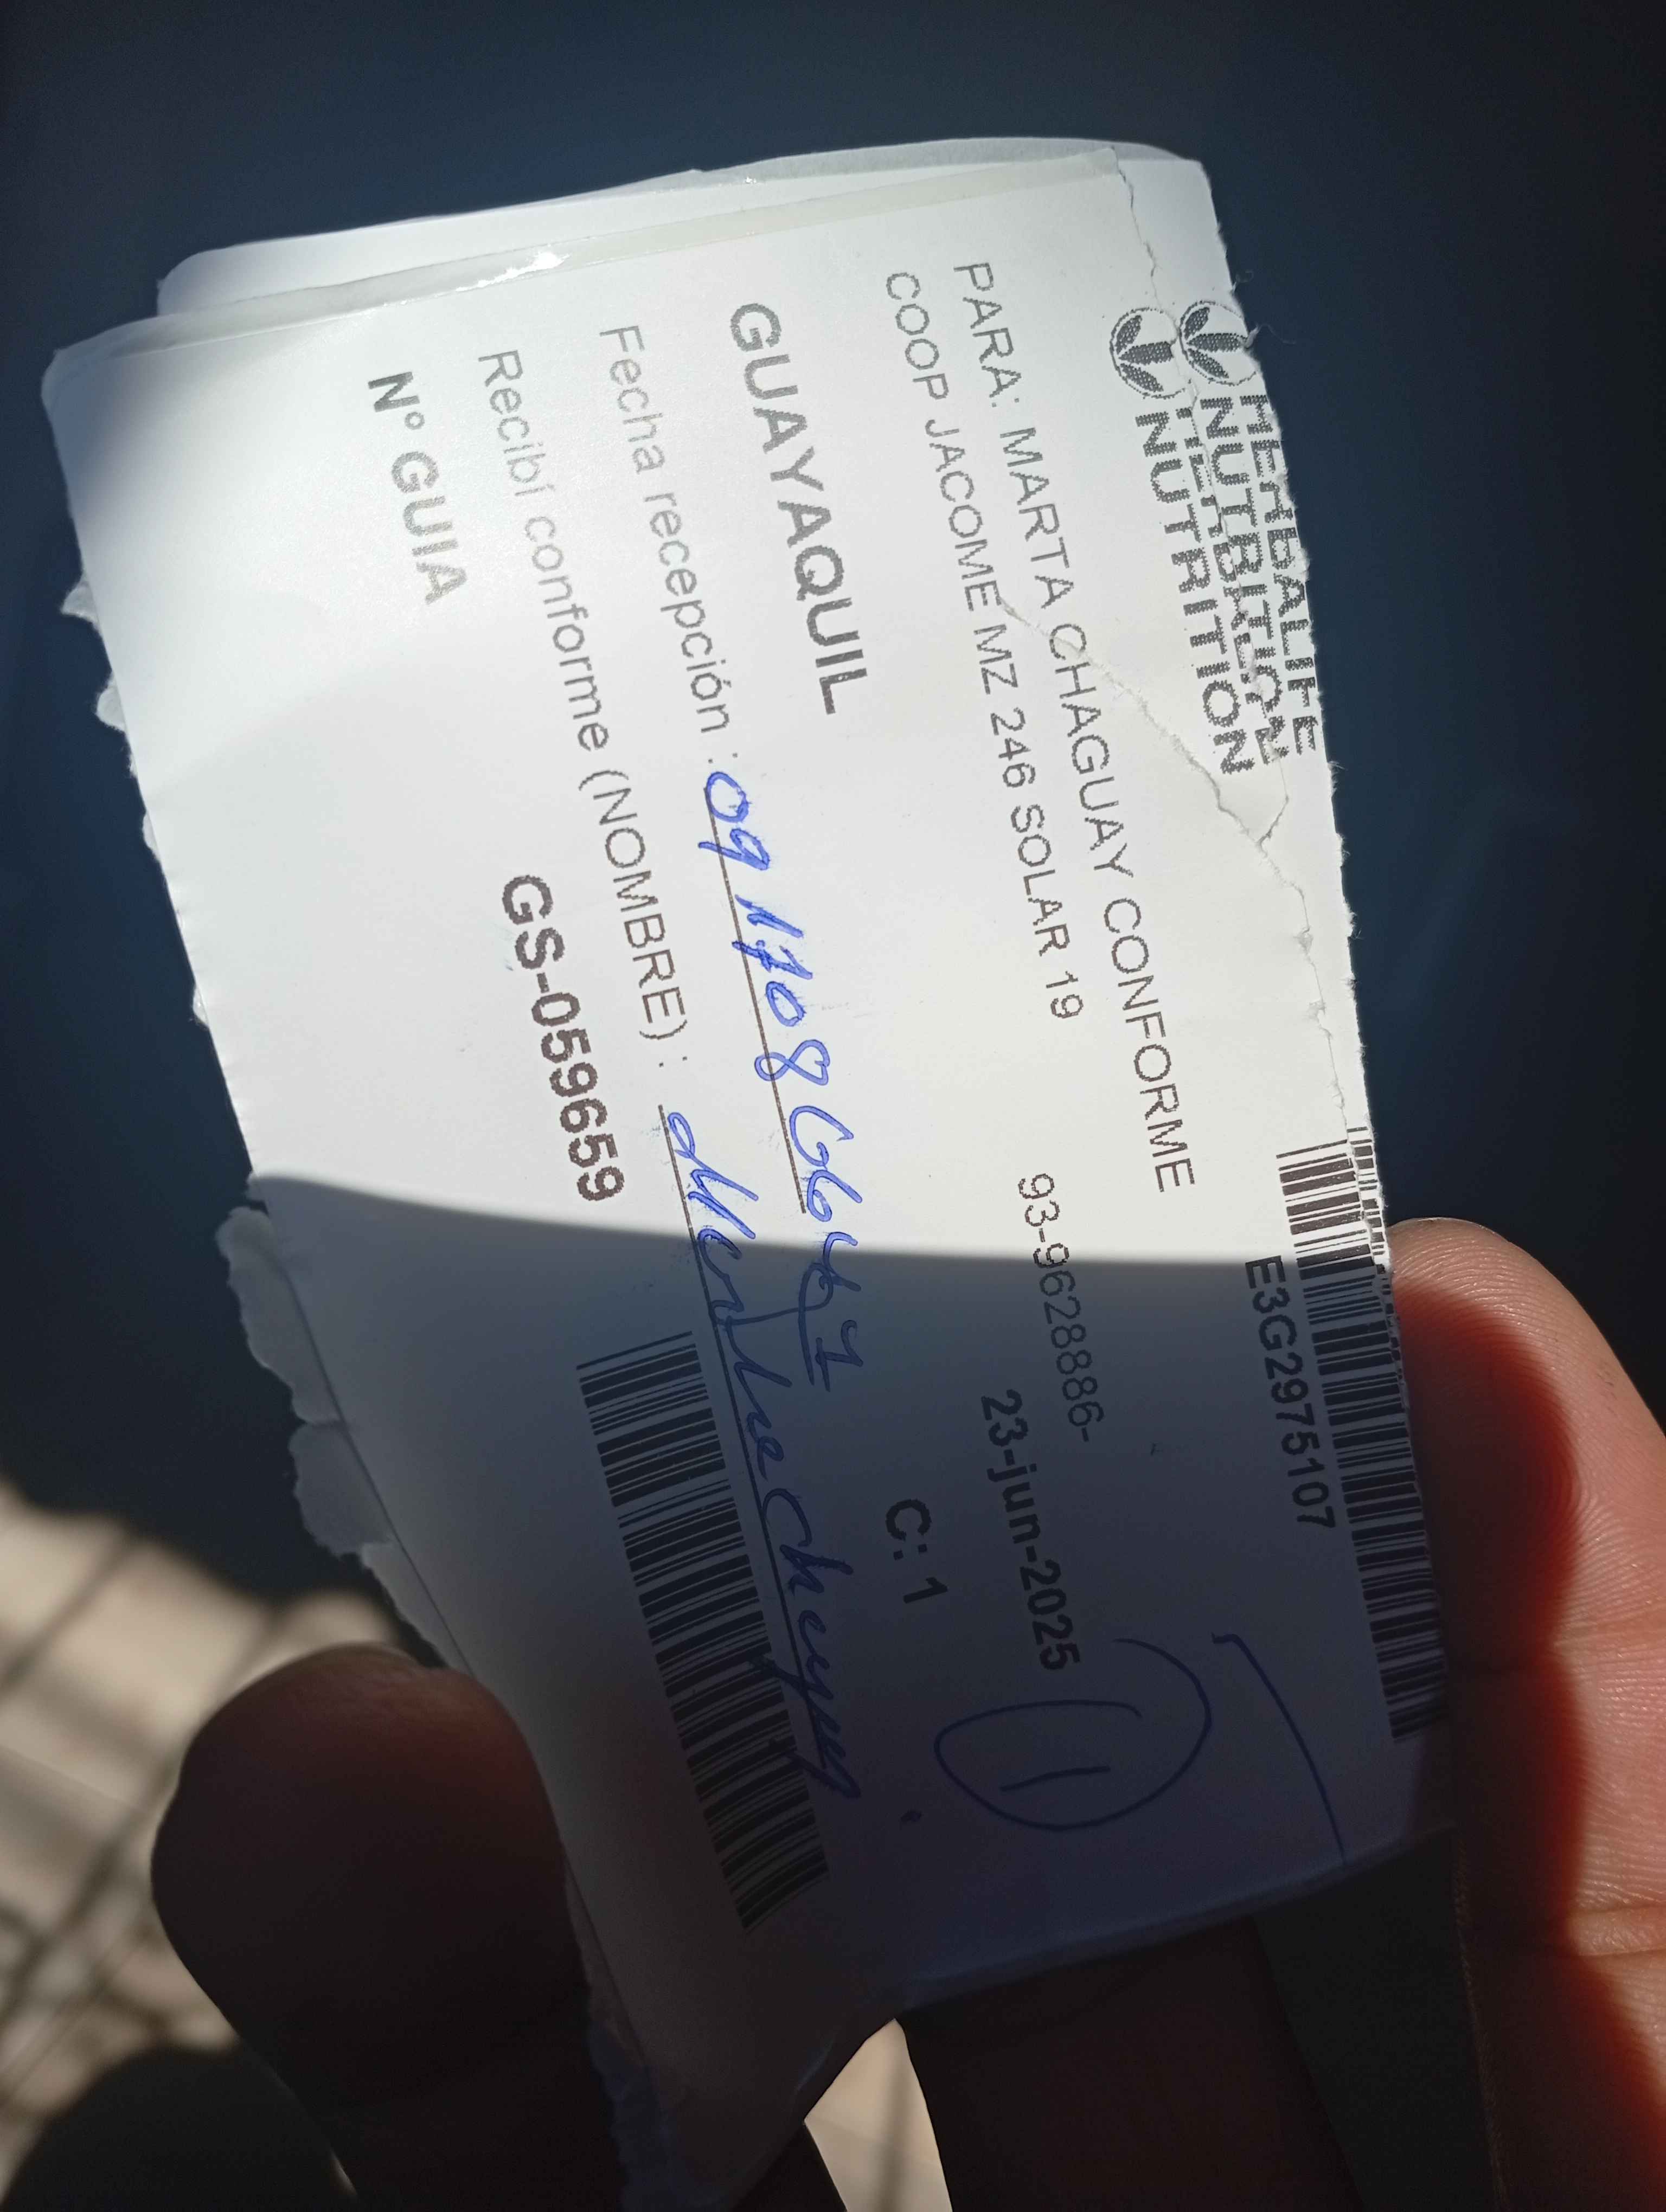 HERBALIFE
NUTRITION
NUTRITION
E3G2975107
PARA: MARTA CHAGUAY CONFORME
COOP JACOME MZ 246 SOLAR 19 93-9628886-
23-jun-2025
GUAYAQUIL C: 1
Fecha recepción :
Recibí conforme (NOMBRE) :
N° GUIA GS-059659